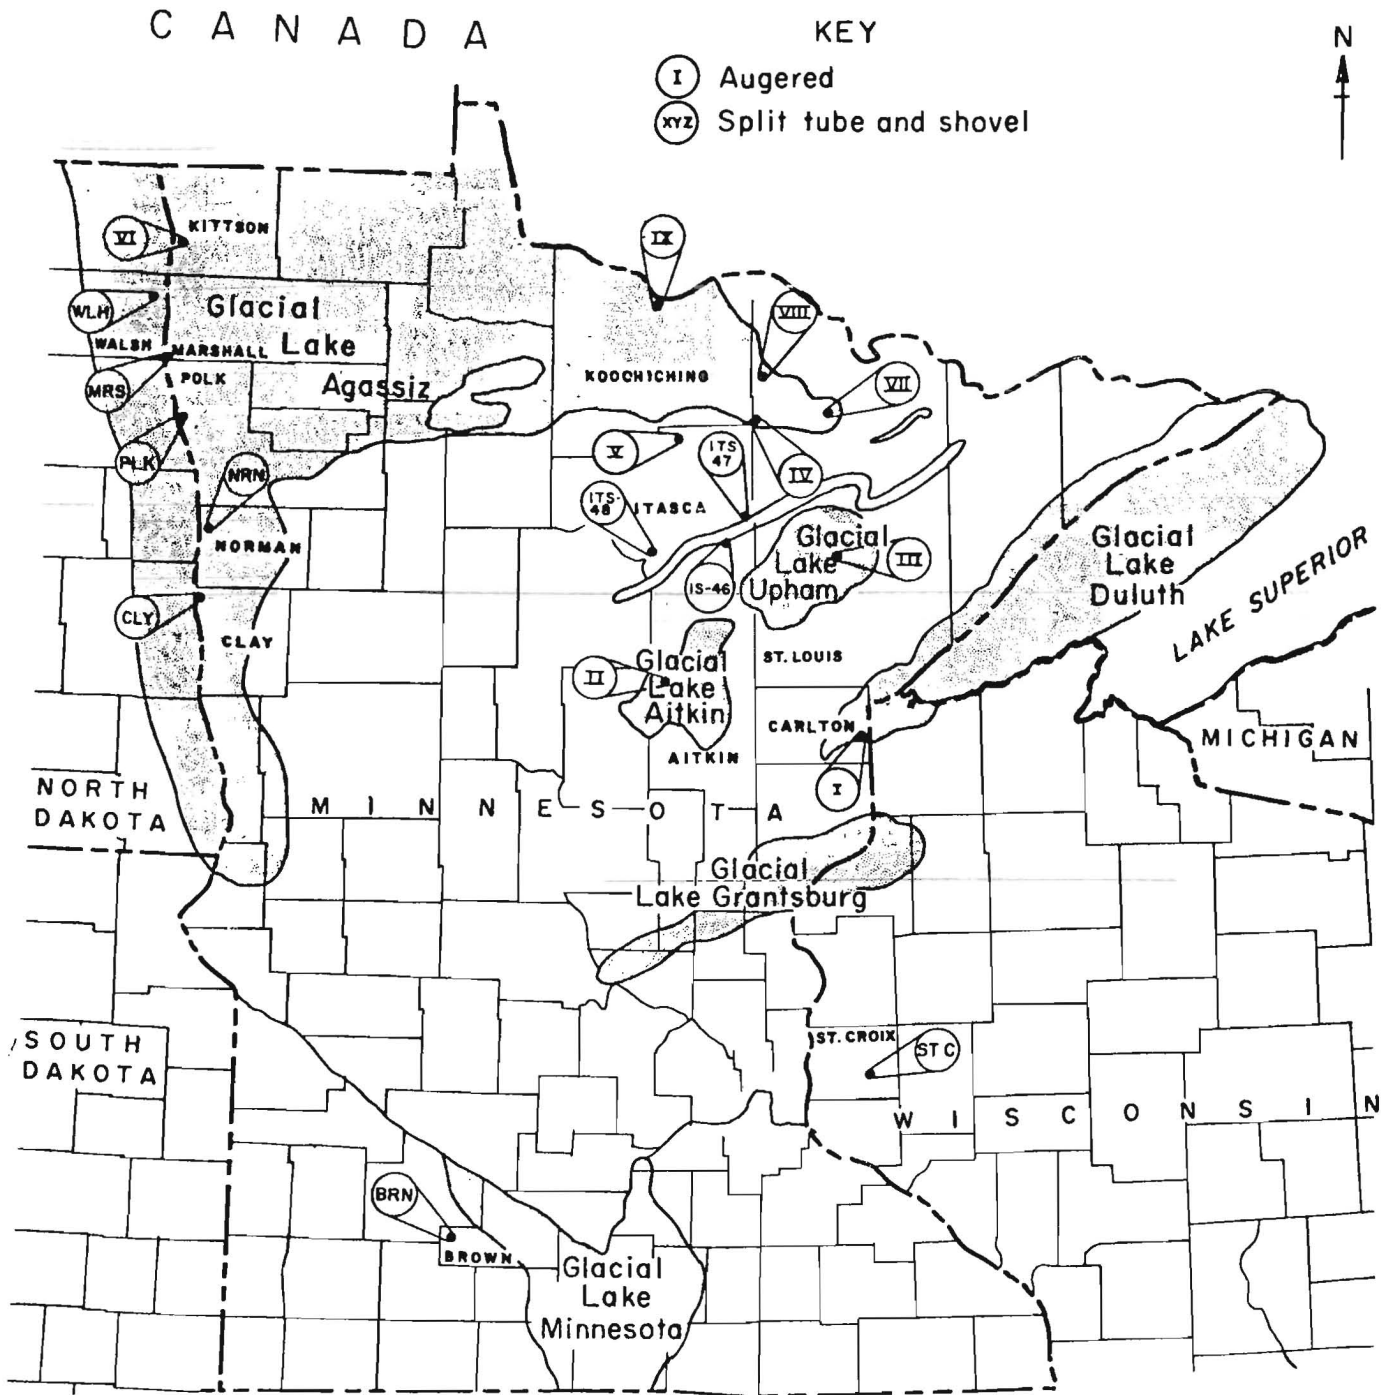 CANADA
KEY
N
I Augered
XYZ Split tube and shovel
VI
KITTSON
IX
WLH
Glacial
Lake
Agassiz
VIII
WALSH
MARSHALL
MRS
POLK
KOOCHICHING
VII
PLK
NRN
V
ITS
47
IV
ITS-
48
ITASCA
NORMAN
Glacial
Lake
Upham
III
IS-46
Glacial
Lake
Duluth
CLY
CLAY
LAKE SUPERIOR
II
Glacial
Lake
Aitkin
ST. LOUIS
CARLTON
AITKIN
MICHIGAN
I
NORTH
DAKOTA
MINNESOTA
Glacial
Lake Grantsburg
SOUTH
DAKOTA
ST. CROIX
ST C
WISCONSIN
BRN
BROWN
Glacial
Lake
Minnesota